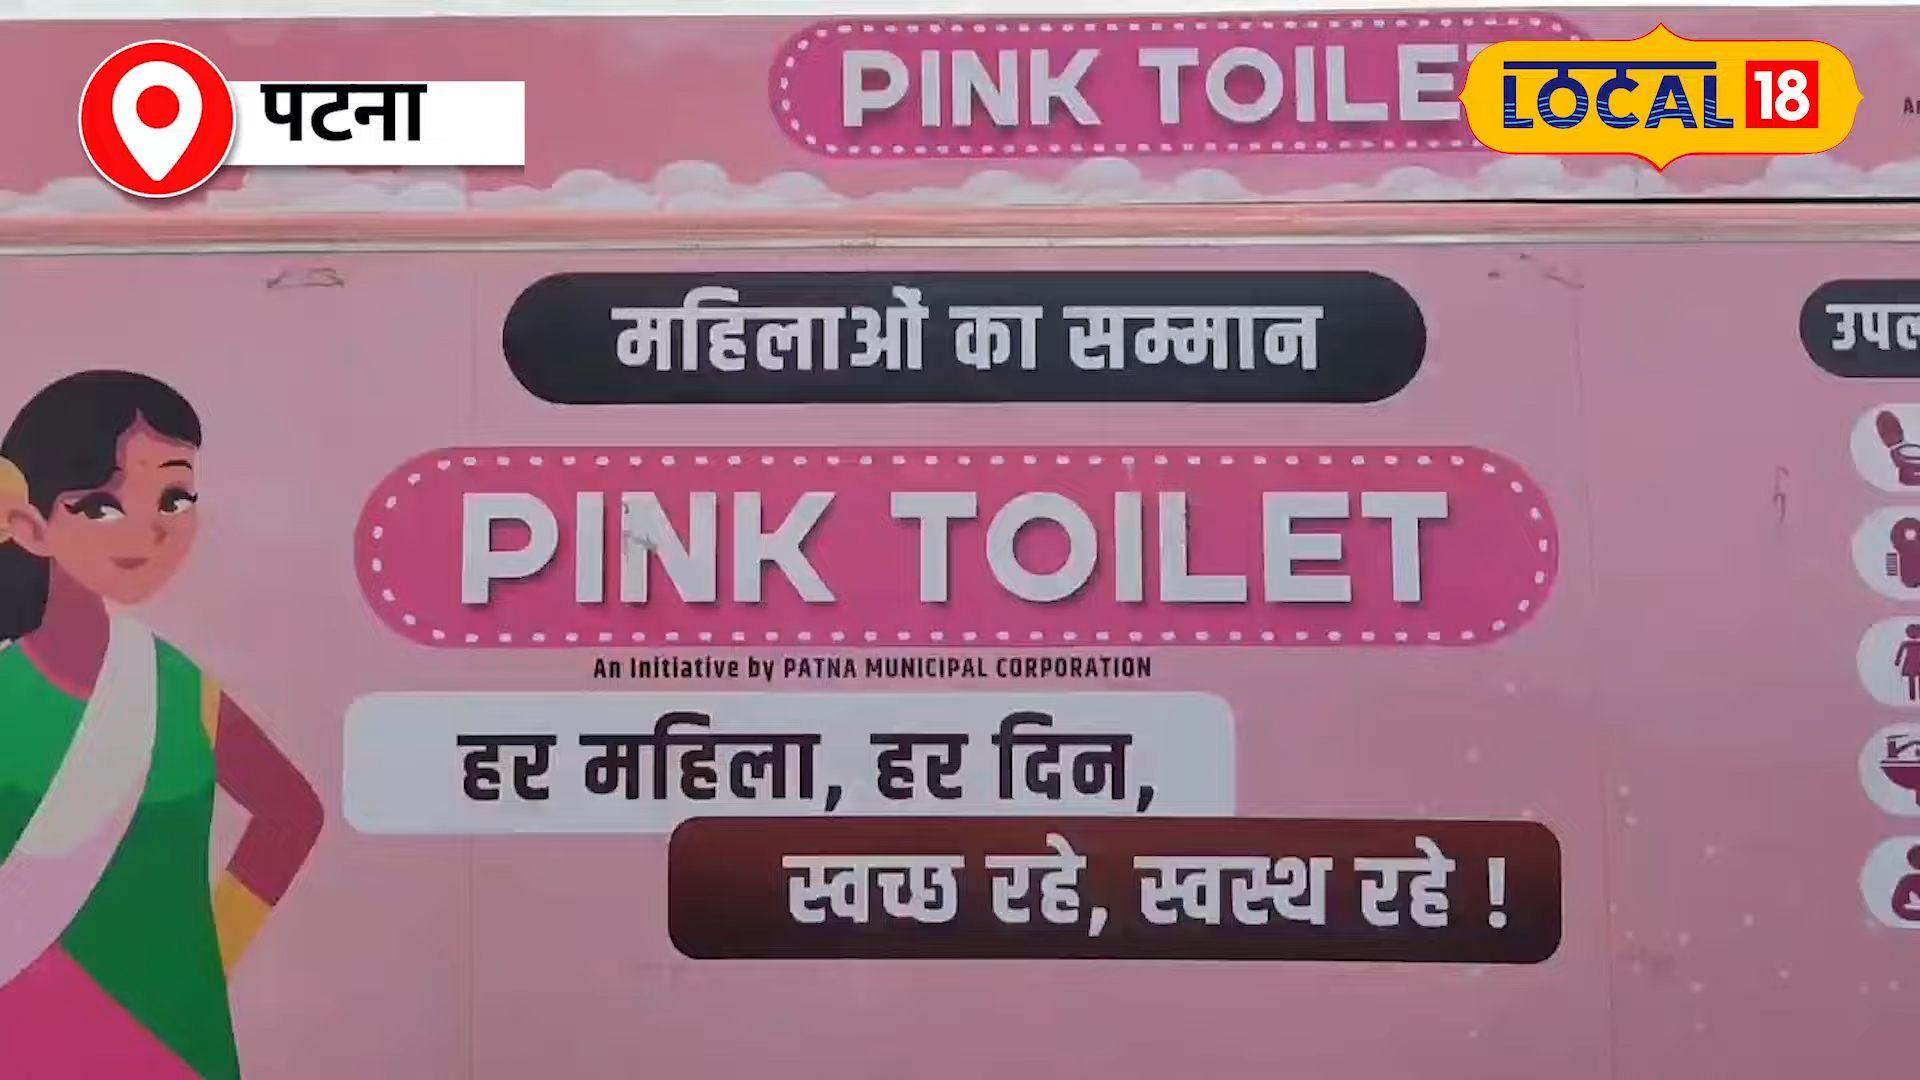 PINK TOILE
पटना
LOCAL 18
महिलाओं का सम्मान
PINK TOILET
An Initiative by PATNA MUNICIPAL CORPORATION
हर महिला, हर दिन,
स्वच्छ रहे, स्वस्थ रहे !